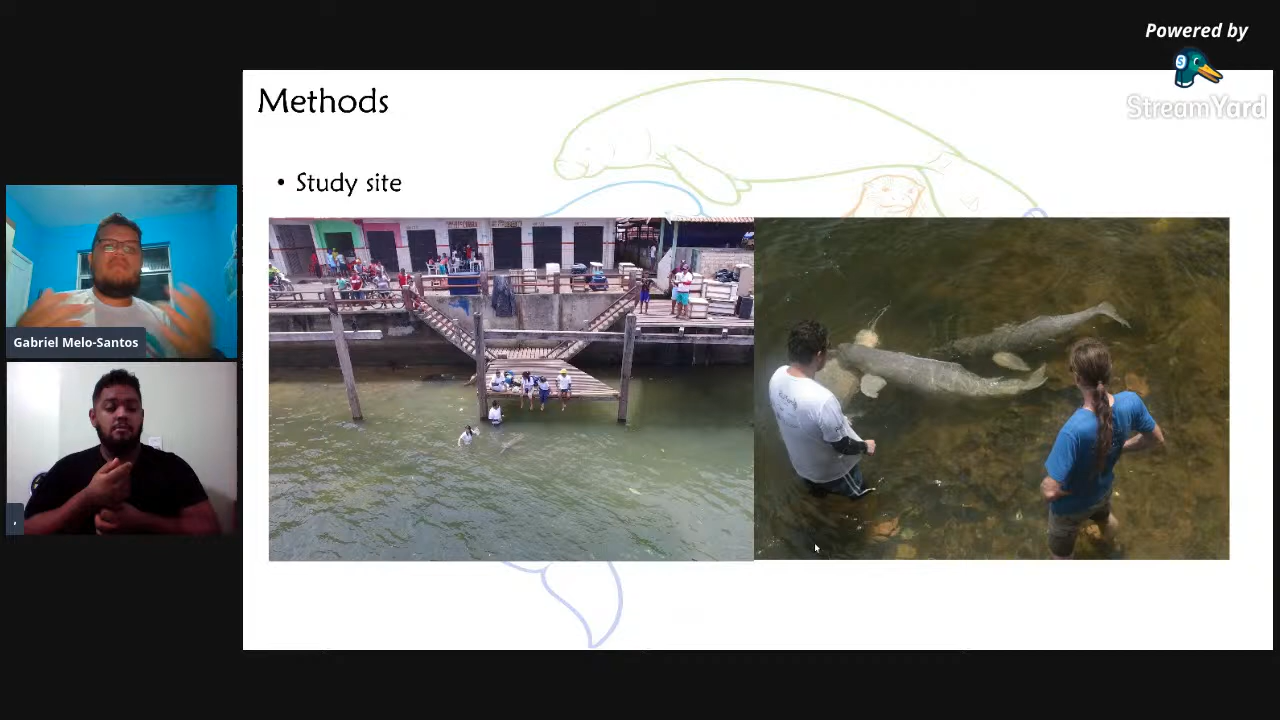 Powered by
StreamYard
Methods
• Study site
Gabriel Melo-Santos
,